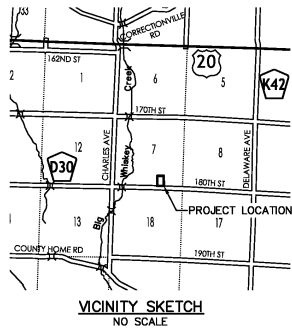 33
CORRECTIONVILLE
RD
162ND ST
20
2
1
6
5
K42
Creek
170TH ST
12
7
8
D30
CHARLES AVE
Whiskey
DELAWARE AVE
180TH ST
PROJECT LOCATION
14
13
Big
18
17
COUNTY HOME RD
190TH ST
VICINITY SKETCH
NO SCALE